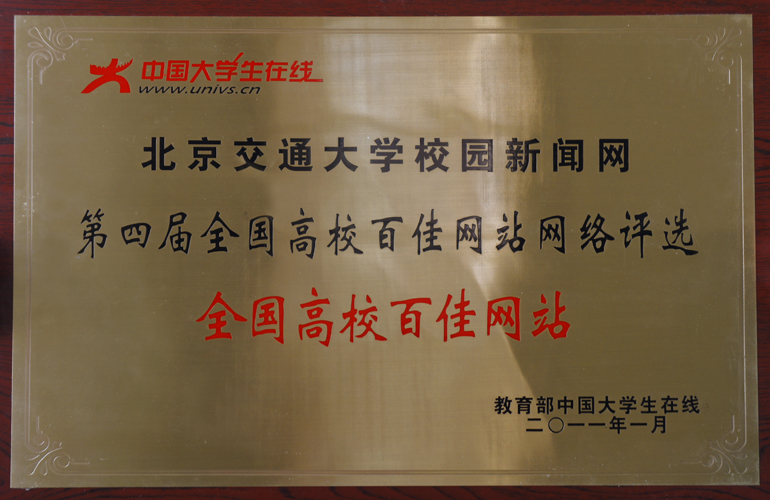 中国大学生在线
www.univs.cn
北京交通大学校园新闻网
第四届全国高校百佳网站网络评选
全国高校百佳网站
教育部中国大学生在线
二〇一一年一月